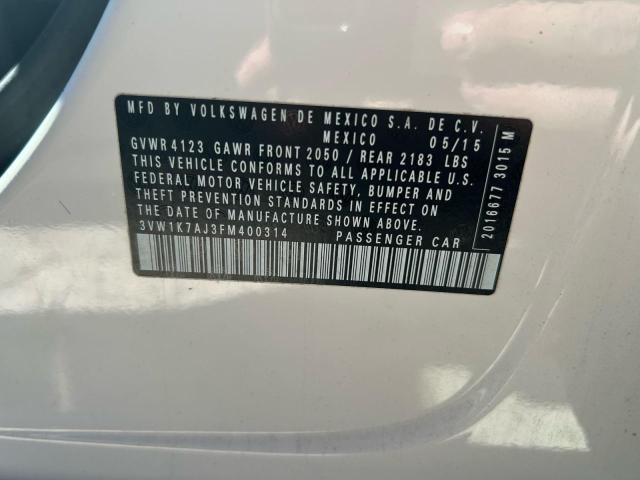 MFD BY VOLKSWAGEN DE MEXICO S.A. DE C.V.
MEXICO 05/15
GVWR 4123 GAWR FRONT 2050 / REAR 2183 LBS
THIS VEHICLE CONFORMS TO ALL APPLICABLE U.S.
FEDERAL MOTOR VEHICLE SAFETY, BUMPER AND
THEFT PREVENTION STANDARDS IN EFFECT ON
THE DATE OF MANUFACTURE SHOWN ABOVE.
3VW1K7AJ3FM400314 PASSENGER CAR
2016677 3015 M